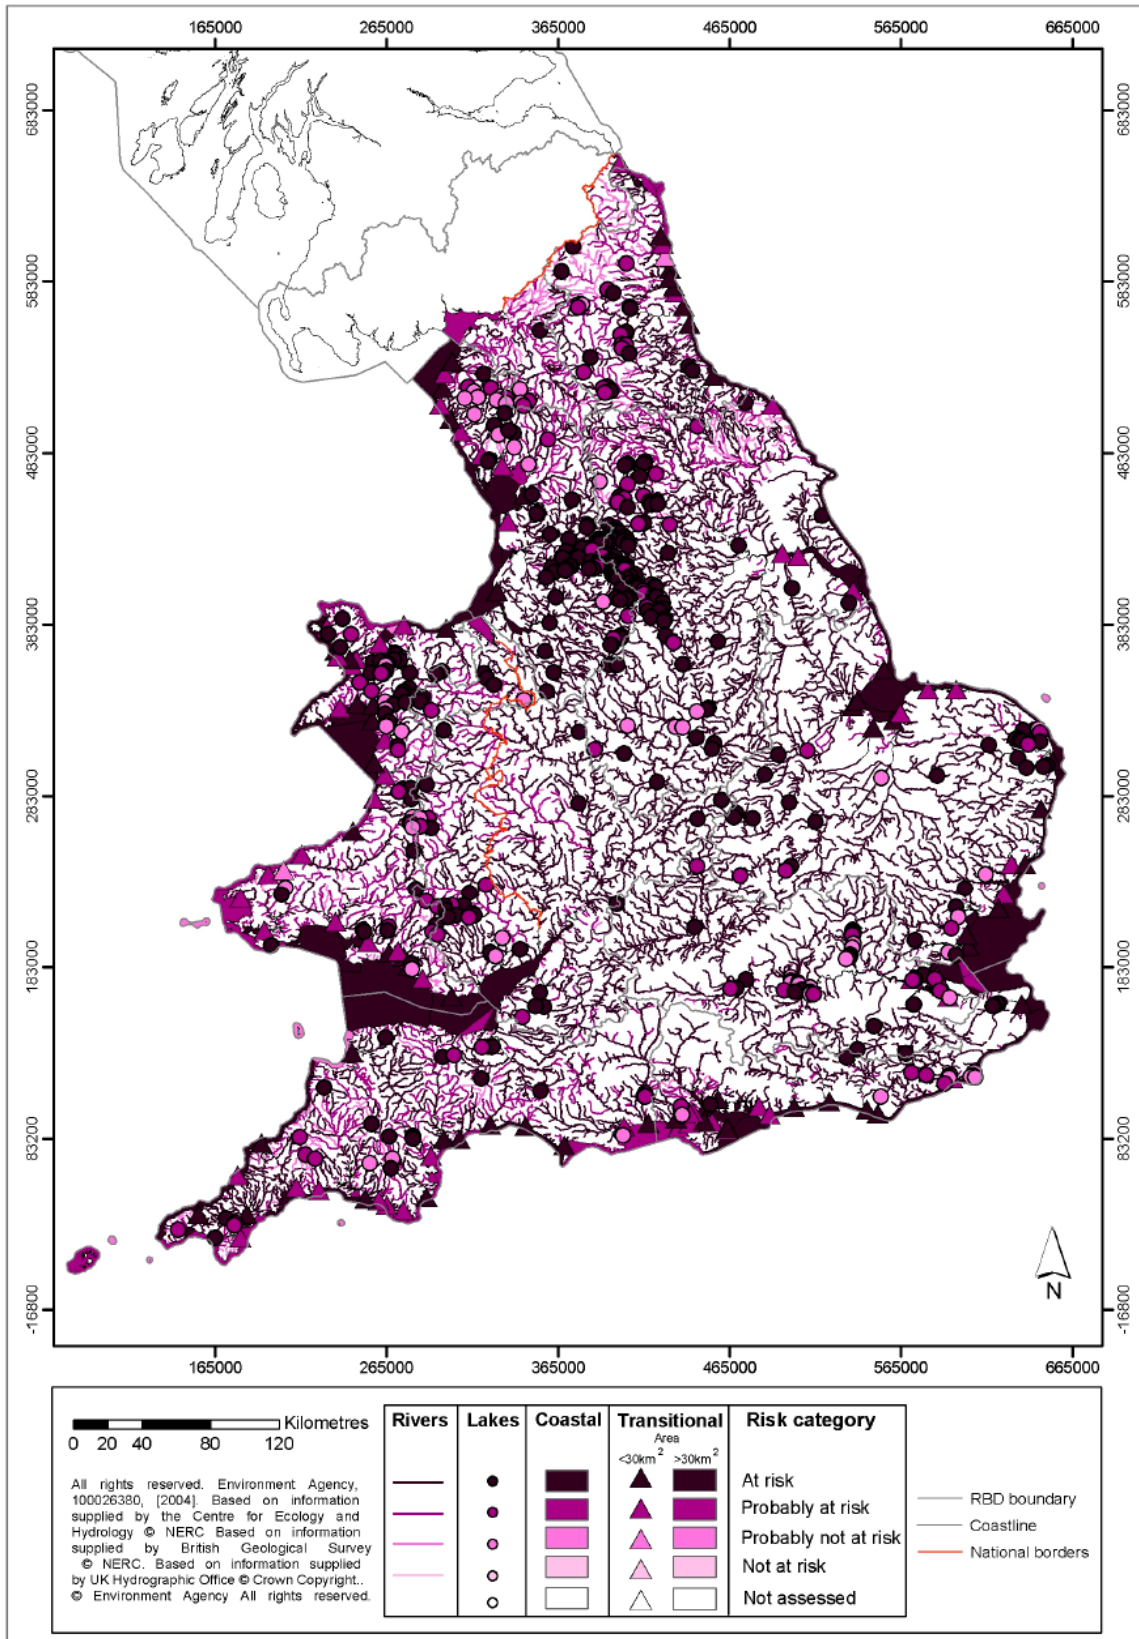 165000 265000 365000 465000 565000 665000
683000 683000
583000 583000
483000 483000
383000 383000
283000 283000
183000 183000
83200 83200
-16800 -16800
N
165000 265000 365000 465000 565000 665000
Kilometres
0 20 40 80 120
All rights reserved. Environment Agency,
100026380, [2004]. Based on information
supplied by the Centre for Ecology and
Hydrology © NERC Based on information
supplied by British Geological Survey
© NERC. Based on information supplied
by UK Hydrographic Office © Crown Copyright..
© Environment Agency All rights reserved.
Rivers Lakes Coastal Transitional Risk category
Area
<30km² >30km²
At risk
Probably at risk
Probably not at risk
Not at risk
Not assessed
RBD boundary
Coastline
National borders